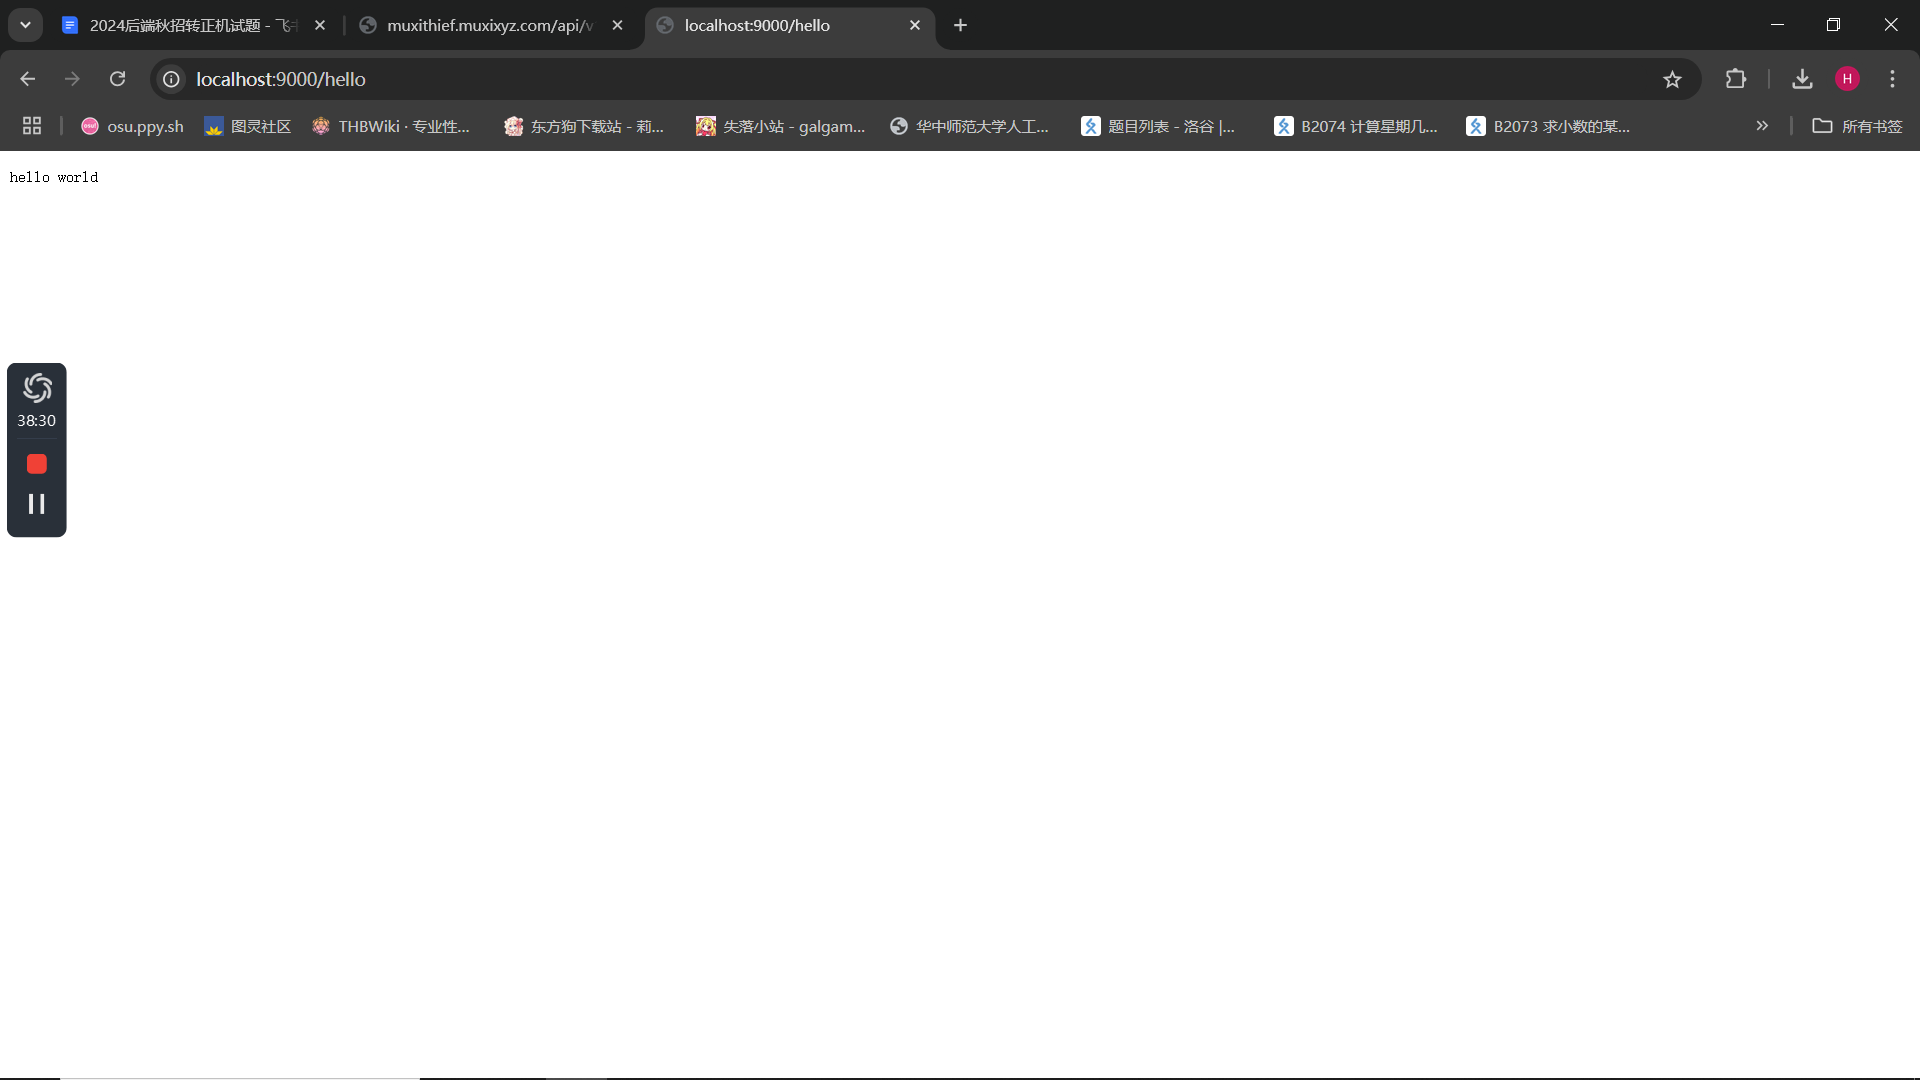 2024后端秋招转正机试题 - 飞
muxithief.muxixyz.com/api/v
localhost:9000/hello
localhost:9000/hello
H
osu.ppy.sh
图灵社区
THBWiki · 专业性...
东方狗下载站 - 莉...
失落小站 - galgam...
华中师范大学人工...
题目列表 - 洛谷 |...
B2074 计算星期几...
B2073 求小数的某...
所有书签
hello world
38:30